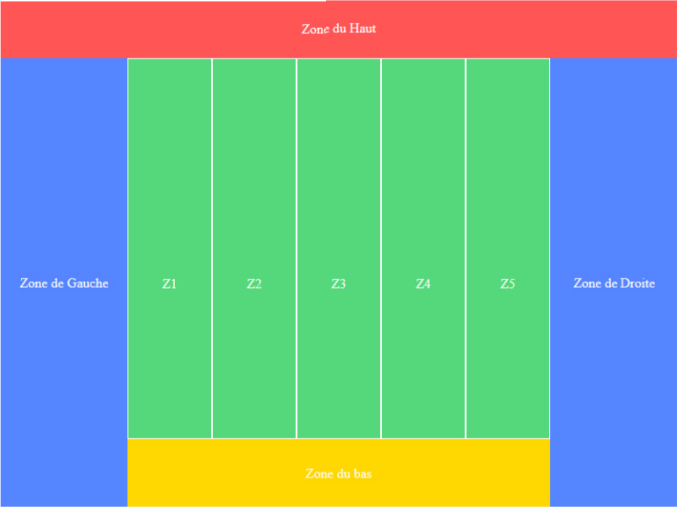 Zone du Haut
Zone de Gauche
Z1
Z2
Z3
Z4
Z5
Zone de Droite
Zone du bas